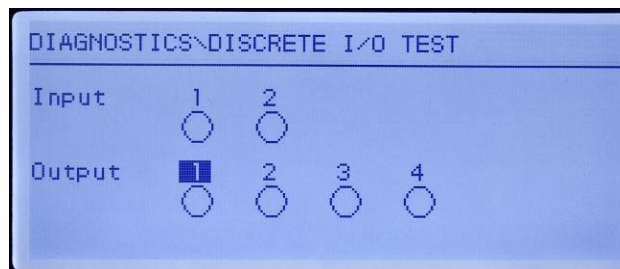 DIAGNOSTICS\DISCRETE I/O TEST
Input 1 2
Output 1 2 3 4